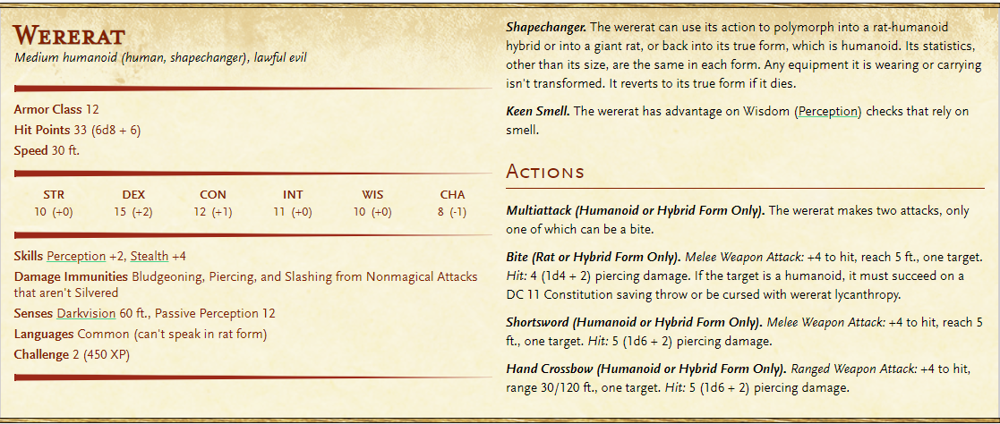 Wererat
Medium humanoid (human, shapechanger), lawful evil
Armor Class 12
Hit Points 33 (6d8 + 6)
Speed 30 ft.
STR DEX CON INT WIS CHA
10 (+0) 15 (+2) 12 (+1) 11 (+0) 10 (+0) 8 (-1)
Skills Perception +2, Stealth +4
Damage Immunities Bludgeoning, Piercing, and Slashing from Nonmagical Attacks
that aren't Silvered
Senses Darkvision 60 ft., Passive Perception 12
Languages Common (can't speak in rat form)
Challenge 2 (450 XP)
Shapechanger. The wererat can use its action to polymorph into a rat-humanoid
hybrid or into a giant rat, or back into its true form, which is humanoid. Its statistics,
other than its size, are the same in each form. Any equipment it is wearing or carrying
isn't transformed. It reverts to its true form if it dies.
Keen Smell. The wererat has advantage on Wisdom (Perception) checks that rely on
smell.
Actions
Multiattack (Humanoid or Hybrid Form Only). The wererat makes two attacks, only
one of which can be a bite.
Bite (Rat or Hybrid Form Only). Melee Weapon Attack: +4 to hit, reach 5 ft., one target.
Hit: 4 (1d4 + 2) piercing damage. If the target is a humanoid, it must succeed on a
DC 11 Constitution saving throw or be cursed with wererat lycanthropy.
Shortsword (Humanoid or Hybrid Form Only). Melee Weapon Attack: +4 to hit, reach 5
ft., one target. Hit: 5 (1d6 + 2) piercing damage.
Hand Crossbow (Humanoid or Hybrid Form Only). Ranged Weapon Attack: +4 to hit,
range 30/120 ft., one target. Hit: 5 (1d6 + 2) piercing damage.